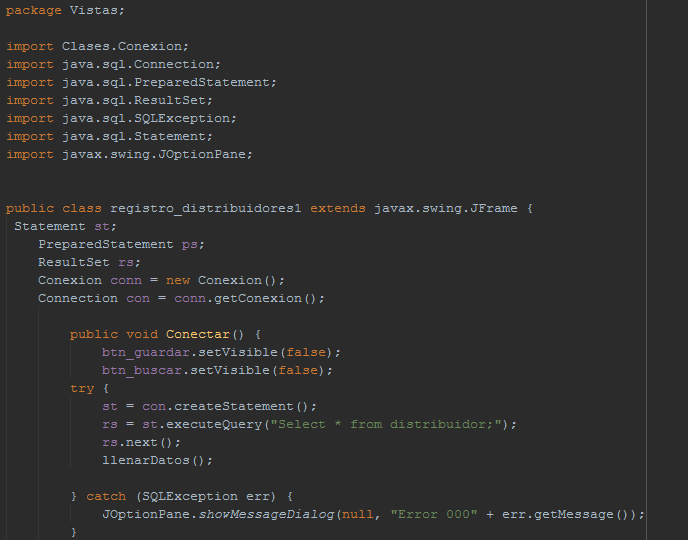 package Vistas;
import Clases.Conexion;
import java.sql.Connection;
import java.sql.PreparedStatement;
import java.sql.ResultSet;
import java.sql.SQLException;
import java.sql.Statement;
import javax.swing.JOptionPane;
public class registro_distribuidores1 extends javax.swing.JFrame {
Statement st;
PreparedStatement ps;
ResultSet rs;
Conexion conn = new Conexion();
Connection con = conn.getConexion();
public void Conectar() {
btn_guardar.setVisible(false);
btn_buscar.setVisible(false);
try {
st = con.createStatement();
rs = st.executeQuery("Select * from distribuidor;");
rs.next();
llenarDatos();
} catch (SQLException err) {
JOptionPane.showMessageDialog(null, "Error 000" + err.getMessage());
}